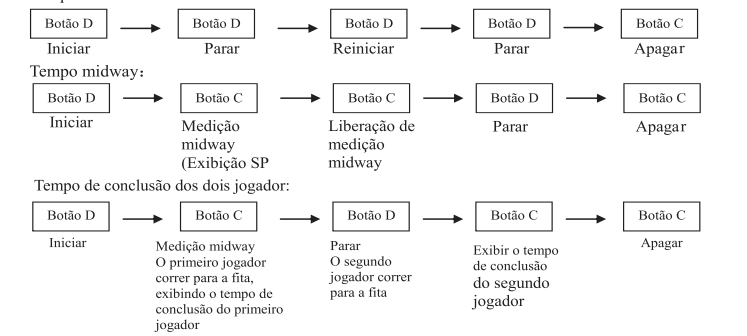 Botão D Botão D Botão D Botão D Botão C
Iniciar Parar Reiniciar Parar Apagar
Tempo midway:
Botão D Botão C Botão C Botão D Botão C
Iniciar Medição Liberação de Parar Apagar
midway medição
(Exibição SP midway
Tempo de conclusão dos dois jogador:
Botão D Botão C Botão D Botão C Botão C
Iniciar Medição midway Parar Exibir o tempo Apagar
O primeiro jogador O segundo de conclusão
correr para a fita, jogador correr do segundo
exibindo o tempo de para a fita jogador
conclusão do primeiro
jogador